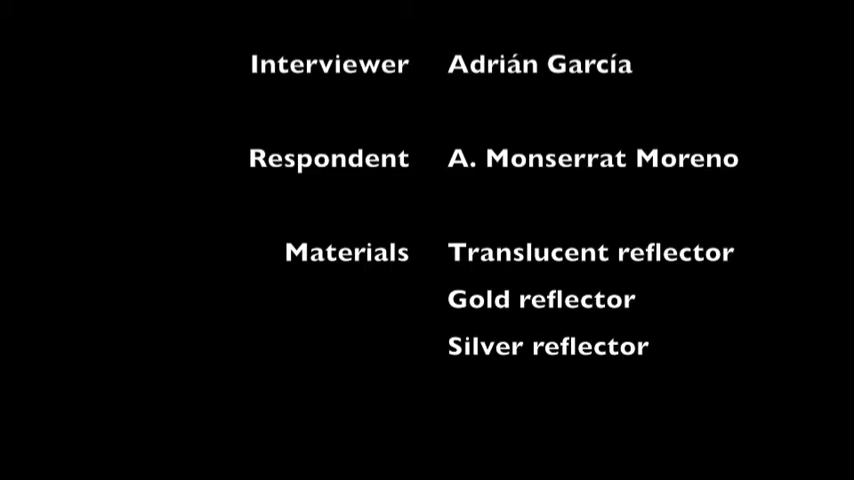 Interviewer Adrián García
Respondent A. Monserrat Moreno
Materials Translucent reflector
Gold reflector
Silver reflector